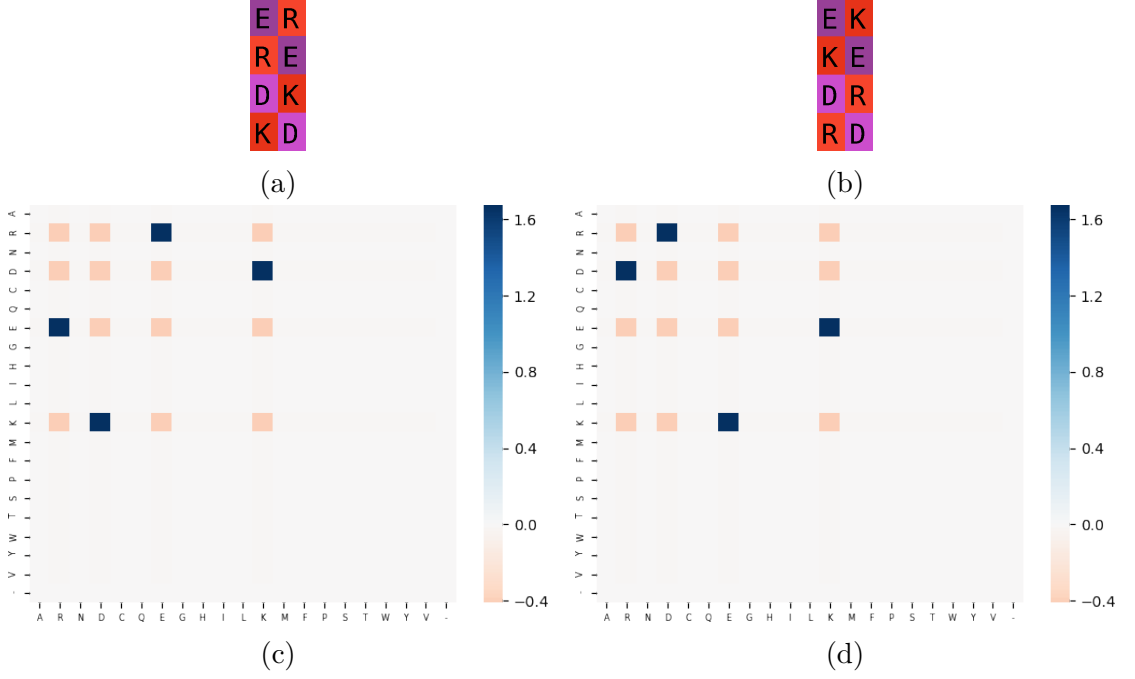 E R
R E
D K
K D
(a)
E K
K E
D R
R D
(b)
A
R
N
D
C
Q
E
G
H
I
L
K
M
F
P
S
T
W
Y
V
-
A R N D C Q E G H I L K M F P S T W Y V -
1.6
1.2
0.8
0.4
0.0
−0.4
(c)
A
R
N
D
C
Q
E
G
H
I
L
K
M
F
P
S
T
W
Y
V
-
A R N D C Q E G H I L K M F P S T W Y V -
1.6
1.2
0.8
0.4
0.0
−0.4
(d)